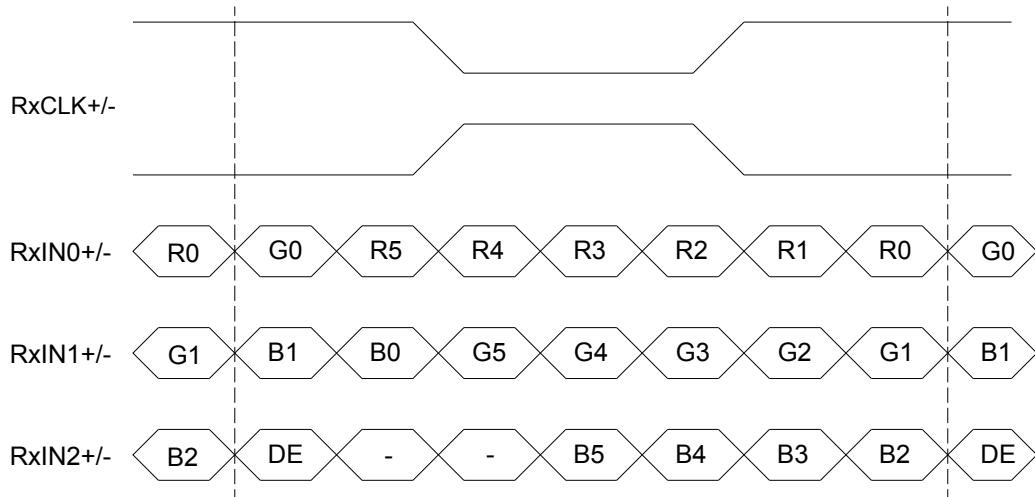 RxCLK+/-
RxIN0+/- R0 G0 R5 R4 R3 R2 R1 R0 G0
RxIN1+/- G1 B1 B0 G5 G4 G3 G2 G1 B1
RxIN2+/- B2 DE - - B5 B4 B3 B2 DE